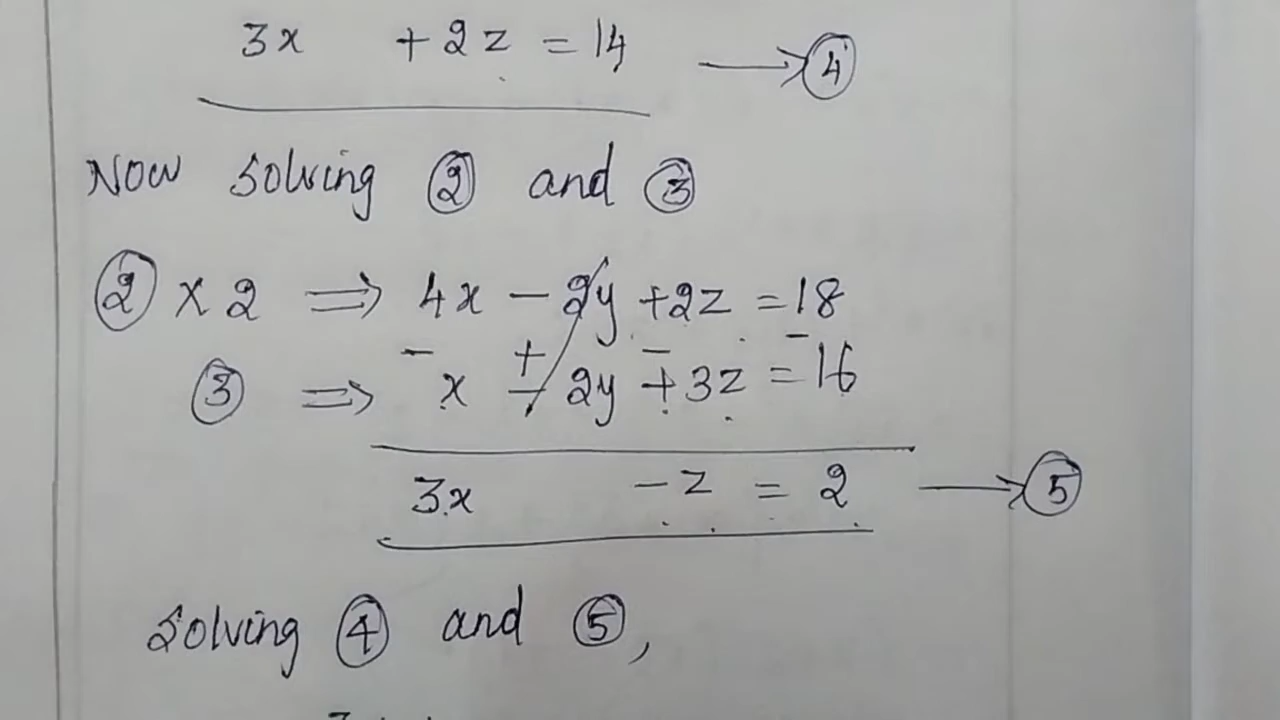 3x + 2z = 14 ⟶ ④
Now solving ② and ③
② × 2 ⇒ 4x - 2y + 2z = 18
- + - -
③ ⇒ x - 2y + 3z = 16
3x - z = 2 ⟶ ⑤
Solving ④ and ⑤,